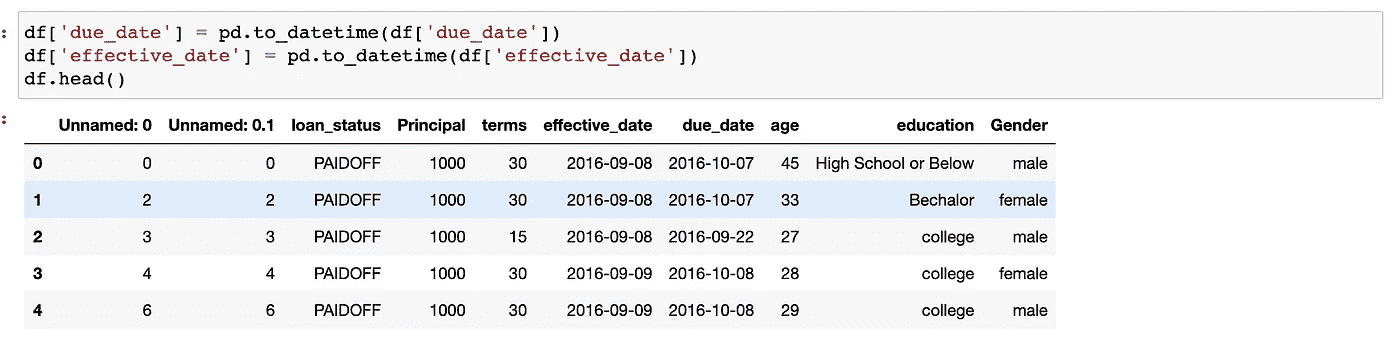 : df['due_date'] = pd.to_datetime(df['due_date'])
df['effective_date'] = pd.to_datetime(df['effective_date'])
df.head()
:
Unnamed: 0 Unnamed: 0.1 loan_status Principal terms effective_date due_date age education Gender
0 0 0 PAIDOFF 1000 30 2016-09-08 2016-10-07 45 High School or Below male
1 2 2 PAIDOFF 1000 30 2016-09-08 2016-10-07 33 Bechalor female
2 3 3 PAIDOFF 1000 15 2016-09-08 2016-09-22 27 college male
3 4 4 PAIDOFF 1000 30 2016-09-09 2016-10-08 28 college female
4 6 6 PAIDOFF 1000 30 2016-09-09 2016-10-08 29 college male